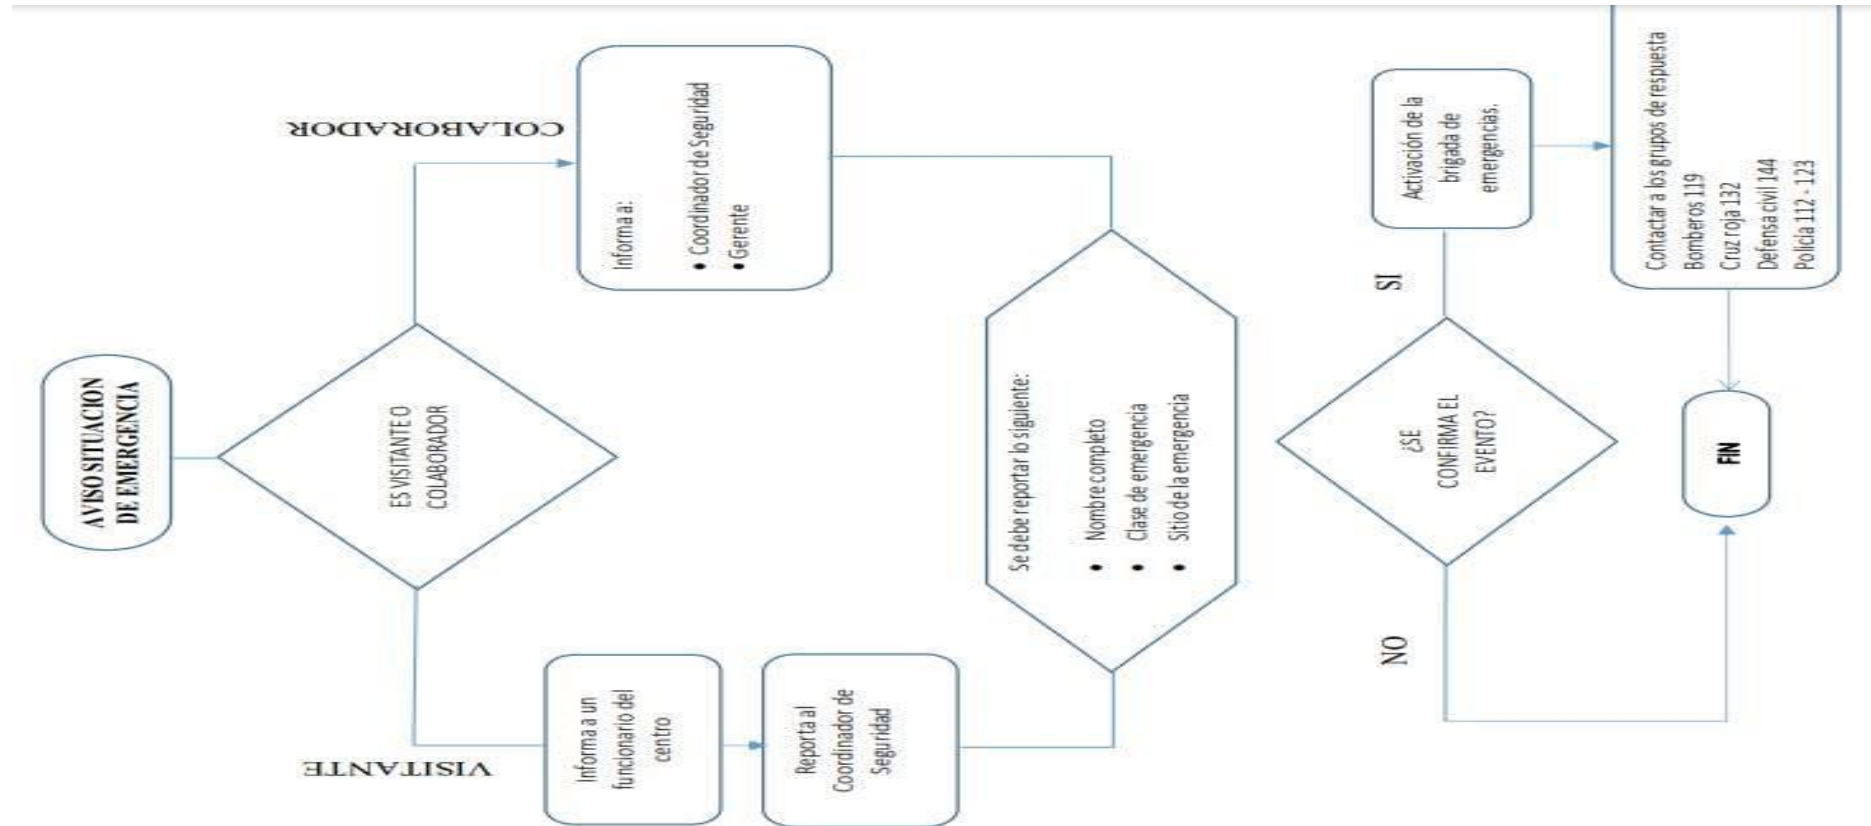 AVISO SITUACION
DE EMERGENCIA
ES VISITANTE O
COLABORADOR
VISITANTE
COLABORADOR
Informa a un
funcionario del
centro
Reporta al
Coordinador de
Seguridad
Informa a:
• Coordinador de Seguridad
• Gerente
Se debe reportar lo siguiente:
• Nombre completo
• Clase de emergencia
• Sitio de la emergencia
¿SE
CONFIRMA EL
EVENTO?
NO
SI
Activación de la
brigada de
emergencias.
Contactar a los grupos de respuesta
Bomberos 119
Cruz roja 132
Defensa civil 144
Policía 112 - 123
FIN